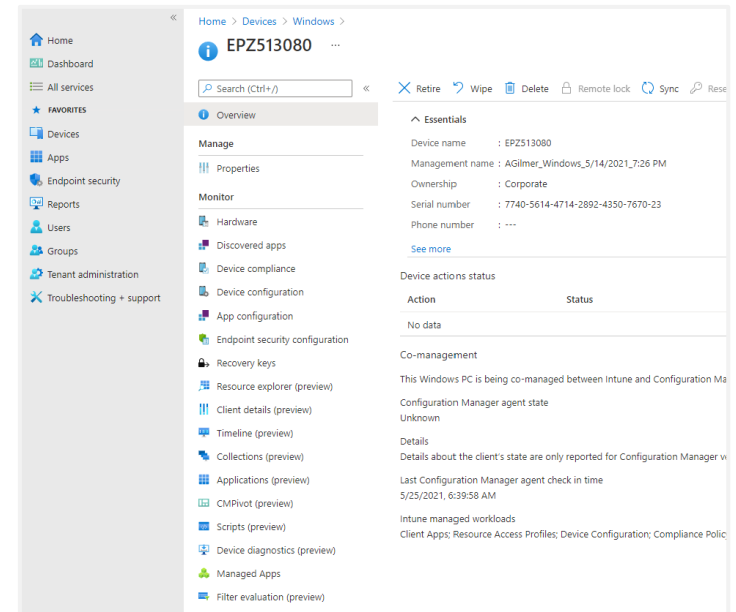 «
Home
Dashboard
All services
FAVORITES
Devices
Apps
Endpoint security
Reports
Users
Groups
Tenant administration
Troubleshooting + support
Home > Devices > Windows >
EPZ513080 ...
Search (Ctrl+/) «
Overview
Manage
Properties
Monitor
Hardware
Discovered apps
Device compliance
Device configuration
App configuration
Endpoint security configuration
Recovery keys
Resource explorer (preview)
Client details (preview)
Timeline (preview)
Collections (preview)
Applications (preview)
CMPivot (preview)
Scripts (preview)
Device diagnostics (preview)
Managed Apps
Filter evaluation (preview)
Retire Wipe Delete Remote lock Sync Rese
Essentials
Device name : EPZ513080
Management name : AGilmer_Windows_5/14/2021_7:26 PM
Ownership : Corporate
Serial number : 7740-5614-4714-2892-4350-7670-23
Phone number : ---
See more
Device actions status
Action Status
No data
Co-management
This Windows PC is being co-managed between Intune and Configuration Ma
Configuration Manager agent state
Unknown
Details
Details about the client's state are only reported for Configuration Manager v
Last Configuration Manager agent check in time
5/25/2021, 6:39:58 AM
Intune managed workloads
Client Apps; Resource Access Profiles; Device Configuration; Compliance Polic